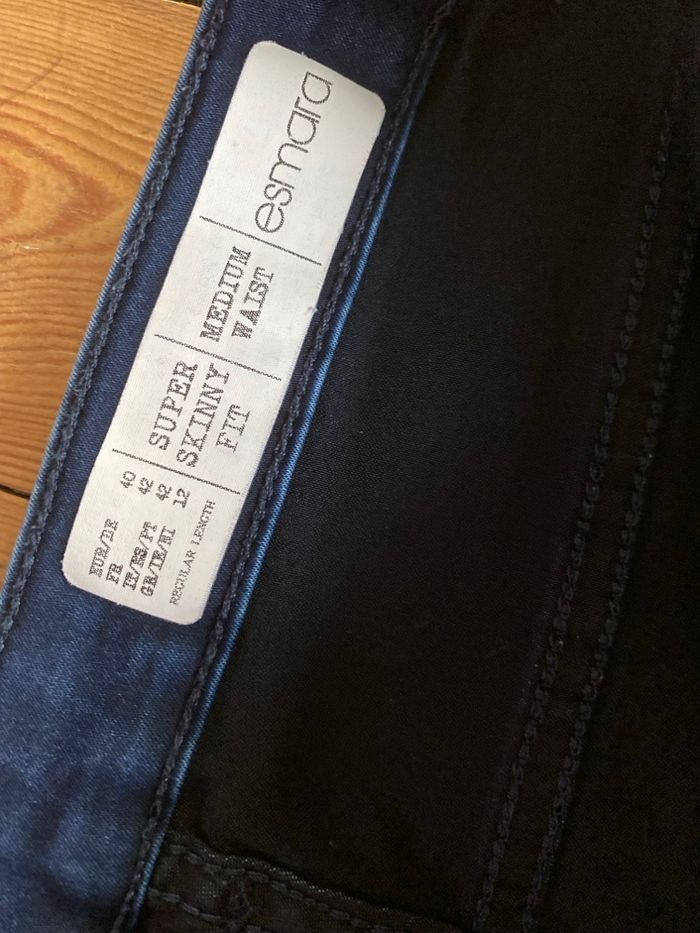 EUR/DE 40
FR 42
IT/ES/PT 42
GB/IE/NI 12
REGULAR LENGTH
SUPER
SKINNY
FIT
MEDIUM
WAIST
esmara